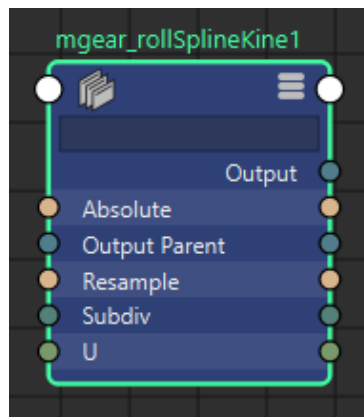 mgear_rollSplineKine1
Output
Absolute
Output Parent
Resample
Subdiv
U